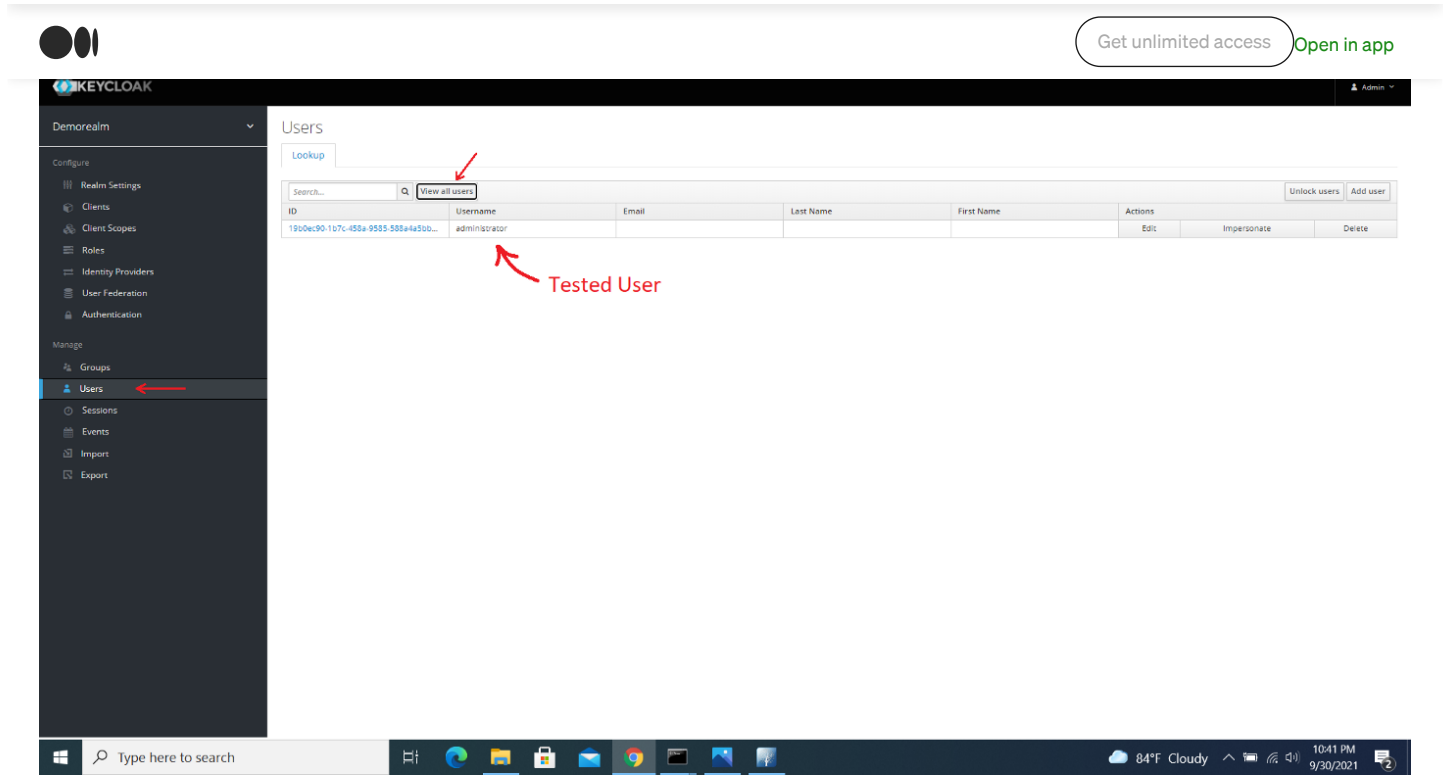 Get unlimited access
Open in app
KEYCLOAK
Admin
Demorealm
Users
Lookup
Configure
Realm Settings
Clients
Client Scopes
Roles
Identity Providers
User Federation
Authentication
Manage
Groups
Users
Sessions
Events
Import
Export
Search... View all users Unlock users Add user
ID Username Email Last Name First Name Actions
19b0ec90-1b7c-458a-9585-588a4a5bb... administrator Edit Impersonate Delete
Tested User
Type here to search
84°F Cloudy
10:41 PM
9/30/2021
2